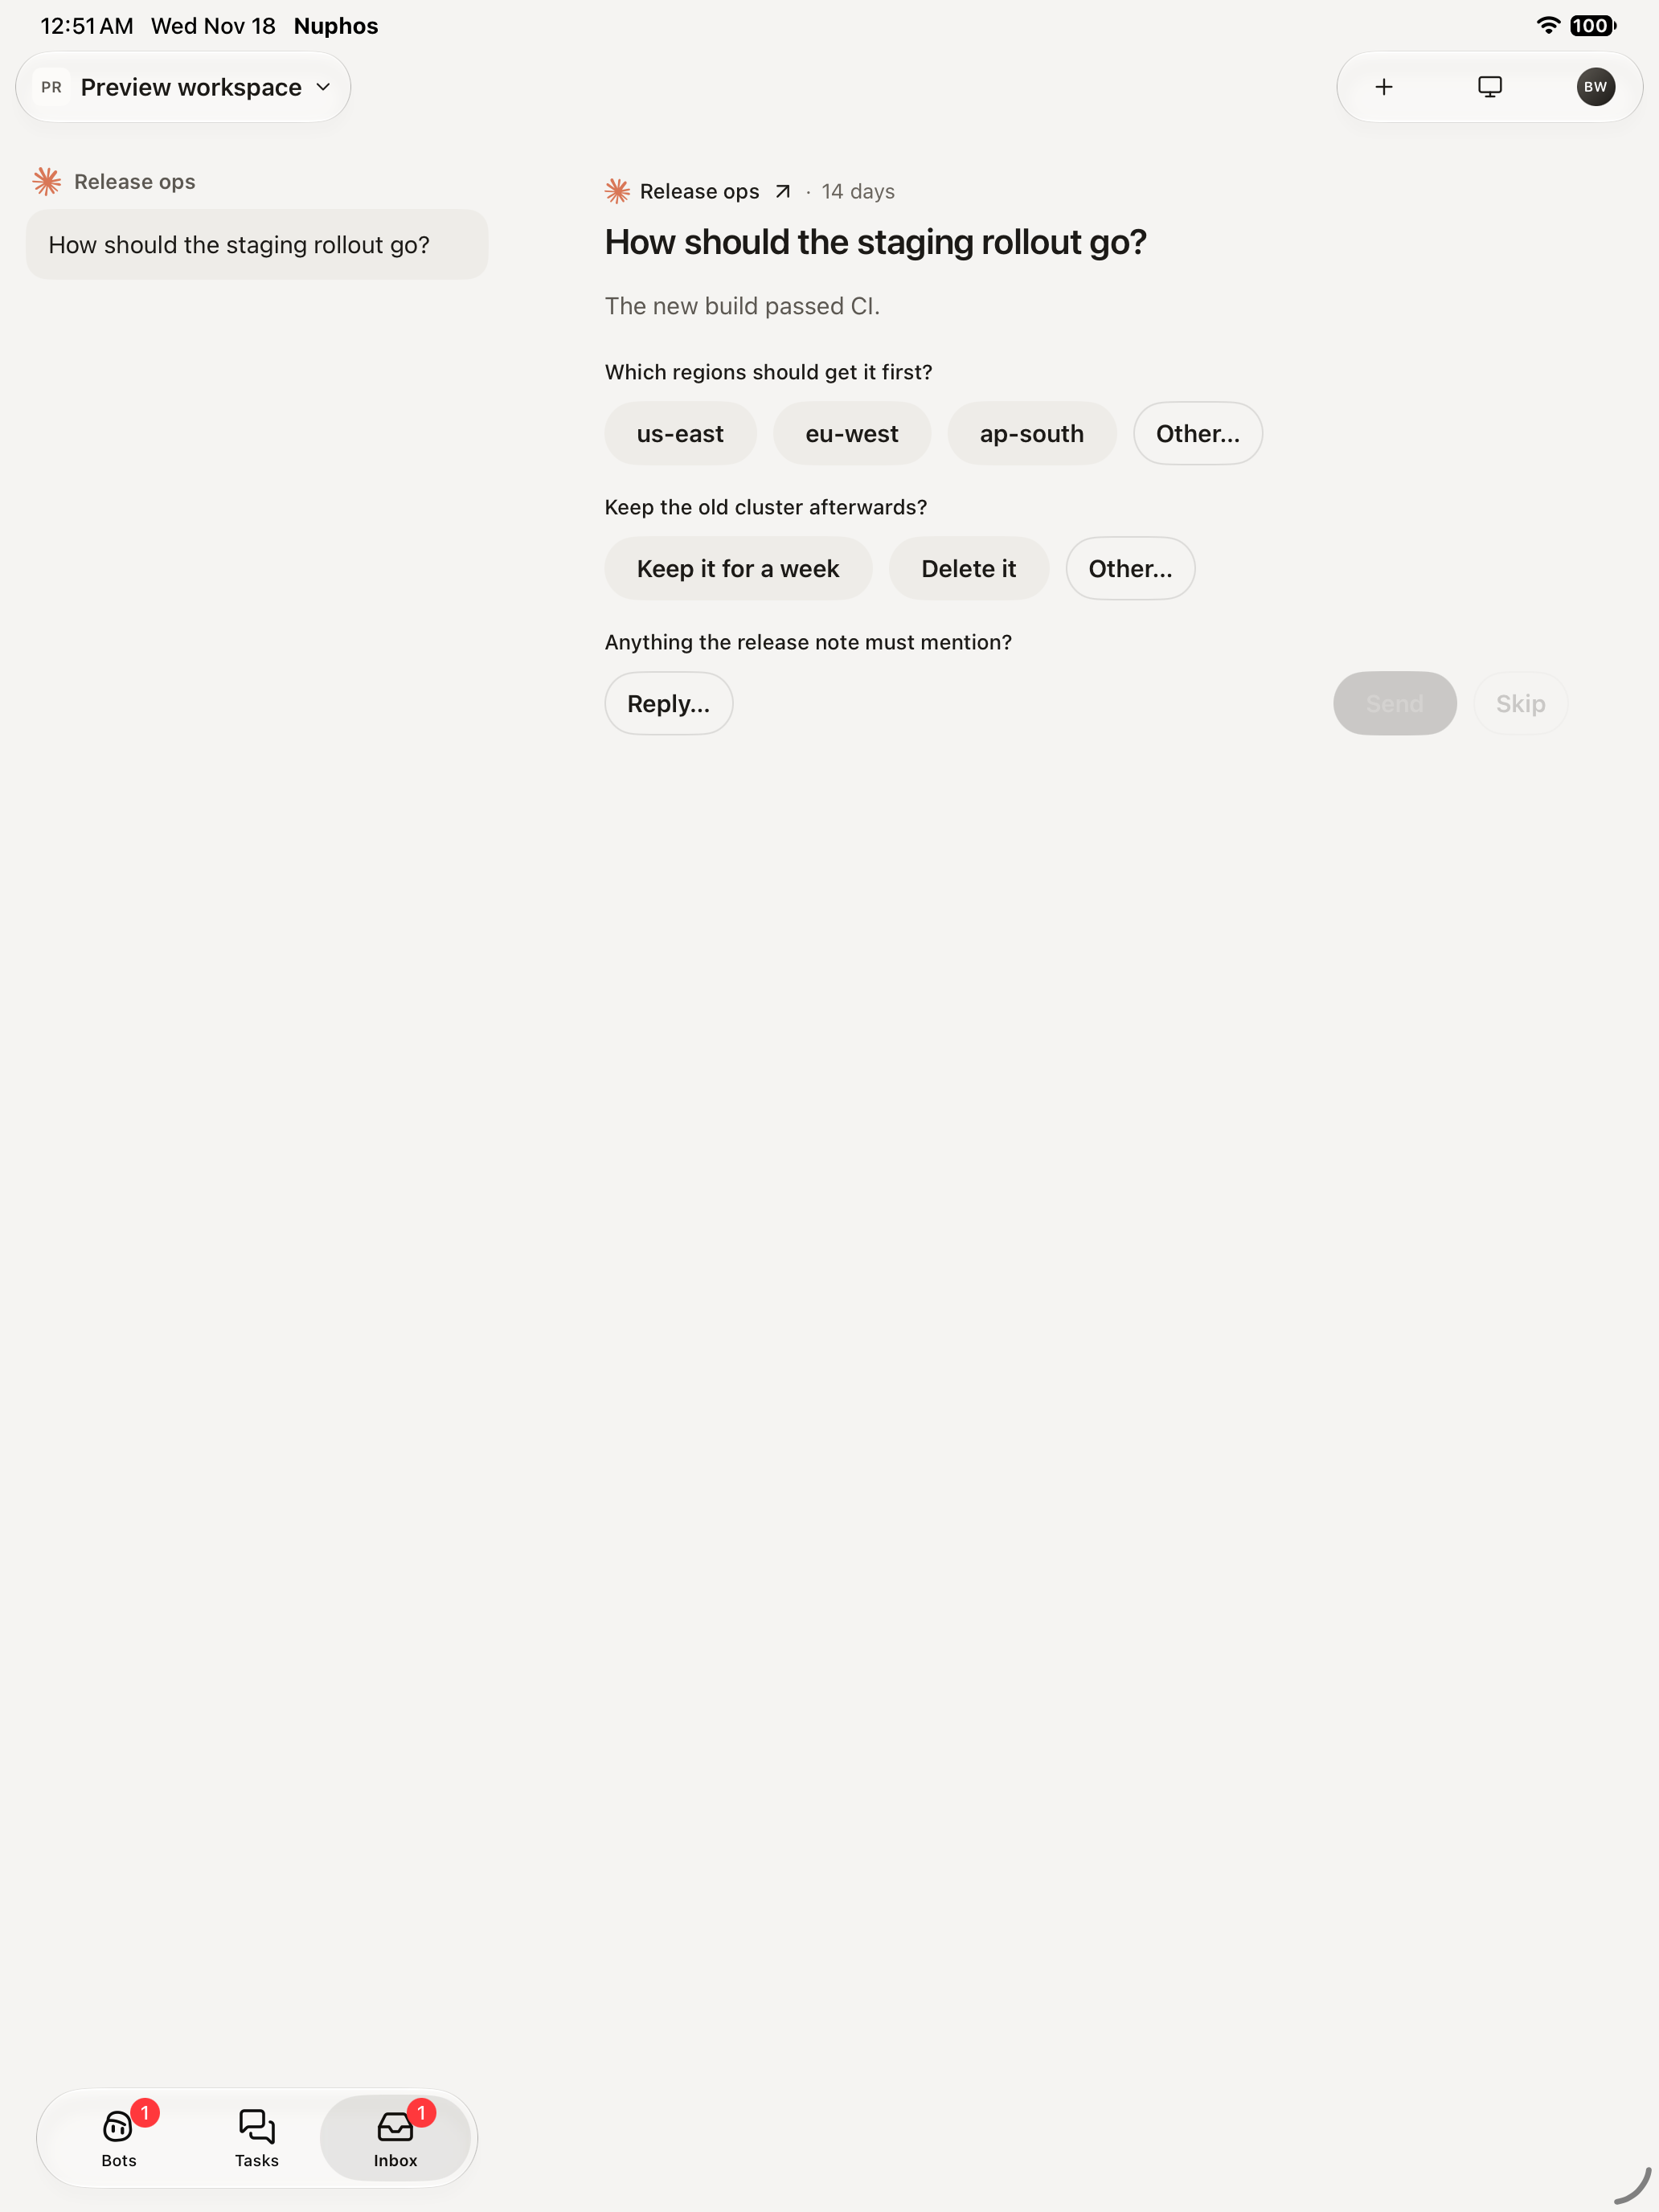 12:51 AM Wed Nov 18 Nuphos
100
PR Preview workspace
BW
Release ops
How should the staging rollout go?
Release ops · 14 days
How should the staging rollout go?
The new build passed CI.
Which regions should get it first?
us-east eu-west ap-south Other...
Keep the old cluster afterwards?
Keep it for a week Delete it Other...
Anything the release note must mention?
Reply... Send Skip
1 1
Bots Tasks Inbox